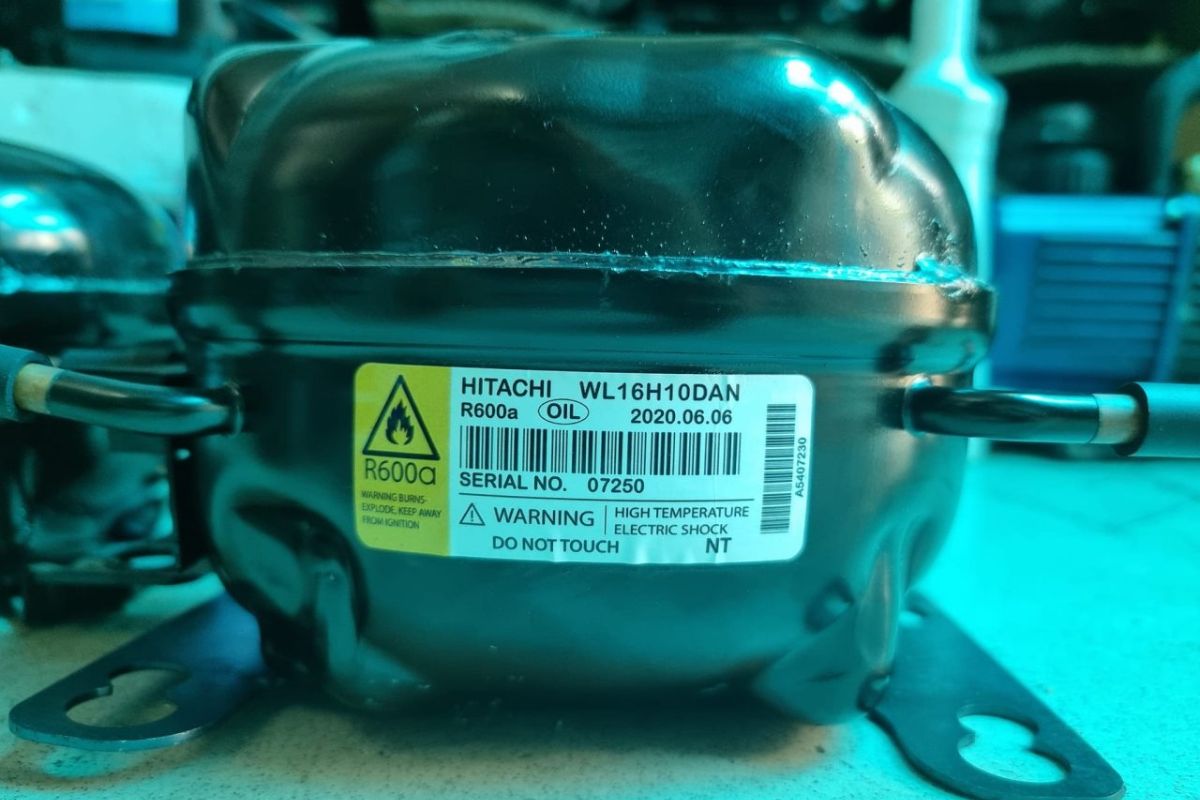 HITACHI WL16H10DAN
R600a OIL 2020.06.06
SERIAL NO. 07250
WARNING HIGH TEMPERATURE
ELECTRIC SHOCK
DO NOT TOUCH NT
R600a
WARNING BURNS-
EXPLODE, KEEP AWAY
FROM IGNITION
A5407230